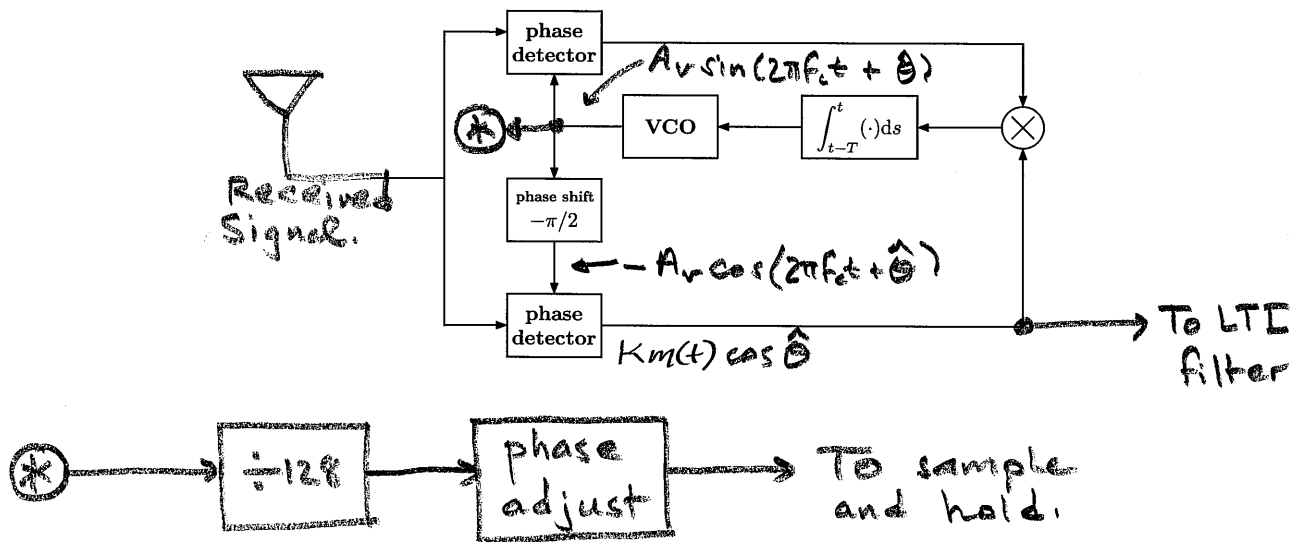 phase
detector
A_v sin(2πf_c t + θ̂)
⊛
VCO
∫_{t−T}^{t} (·)ds
×
Received
Signal.
phase shift
−π/2
− A_v cos(2πf_c t + θ̂)
phase
detector
Km(t) cos θ̂
To LTI
filter
⊛
÷128
phase
adjust
To sample
and hold.